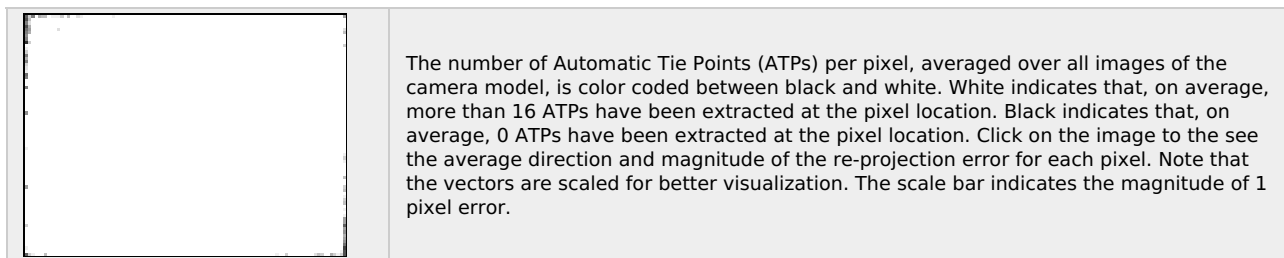 The number of Automatic Tie Points (ATPs) per pixel, averaged over all images of the
camera model, is color coded between black and white. White indicates that, on average,
more than 16 ATPs have been extracted at the pixel location. Black indicates that, on
average, 0 ATPs have been extracted at the pixel location. Click on the image to the see
the average direction and magnitude of the re-projection error for each pixel. Note that
the vectors are scaled for better visualization. The scale bar indicates the magnitude of 1
pixel error.